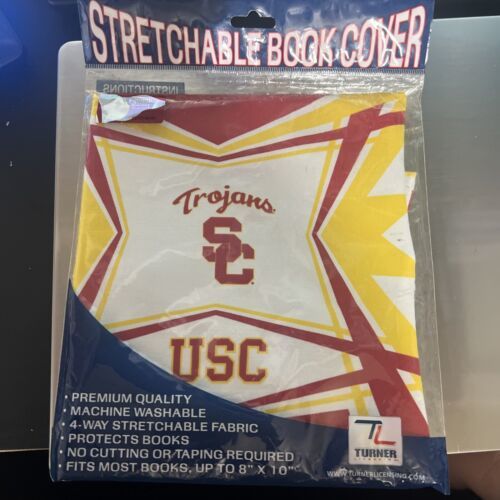 STRETCHABLE BOOK COVER
INSTRUCTIONS
Trojans
SC
USC
• PREMIUM QUALITY
• MACHINE WASHABLE
• 4-WAY STRETCHABLE FABRIC
• PROTECTS BOOKS
• NO CUTTING OR TAPING REQUIRED
• FITS MOST BOOKS, UP TO 8" X 10"
TL
TURNER
WWW.TURNERLICENSING.COM